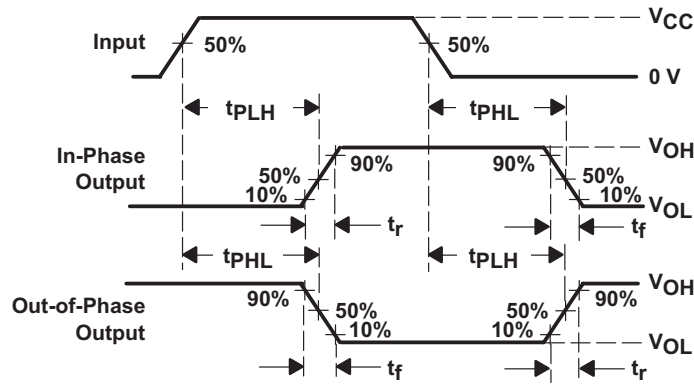 VCC
Input
50%
50%
0 V
tPLH
tPHL
In-Phase
Output
VOH
90%
90%
50%
50%
10%
10%
VOL
tr
tf
tPHL
tPLH
Out-of-Phase
Output
VOH
90%
90%
50%
50%
10%
10%
VOL
tf
tr